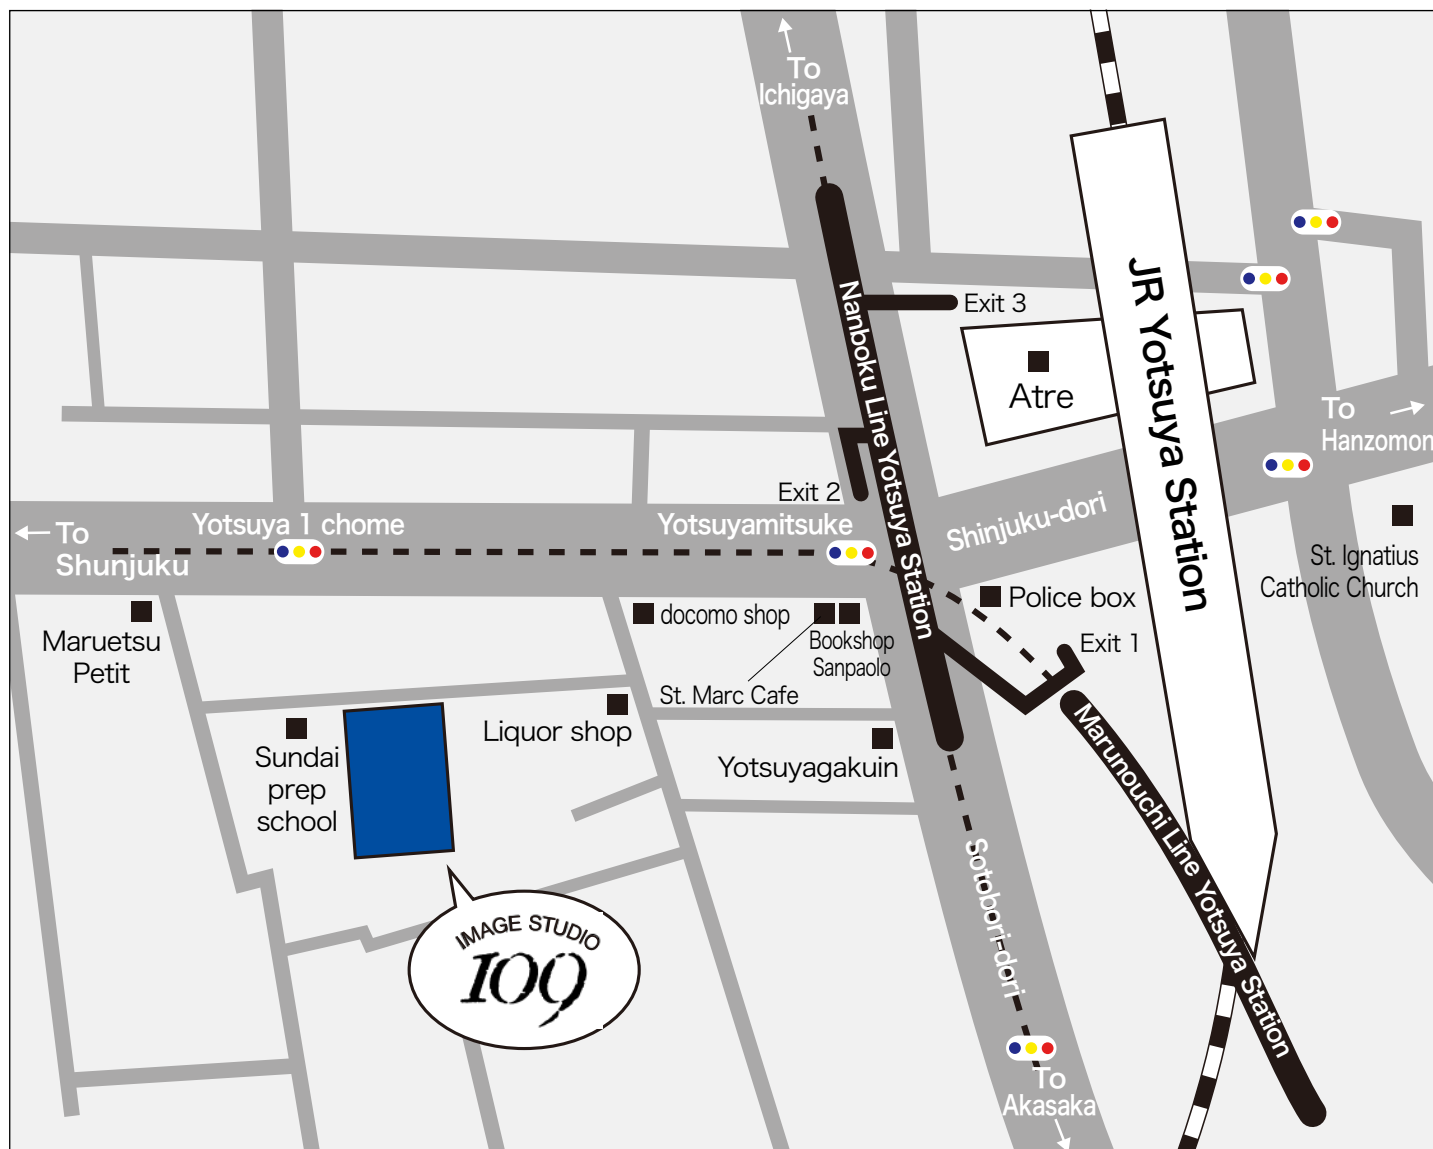 To
Ichigaya
Exit 3
Nanboku Line Yotsuya Station
JR Yotsuya Station
Atre
To
Hanzomon
Exit 2
Yotsuya 1 chome
Yotsuyamitsuke
Shinjuku-dori
To
Shunjuku
St. Ignatius
Catholic Church
Maruetsu
Petit
docomo shop
Bookshop
Sanpaolo
St. Marc Cafe
Police box
Exit 1
Liquor shop
Sundai
prep
school
Yotsuyagakuin
Marunouchi Line Yotsuya Station
Sotobori-dori
IMAGE STUDIO
109
To
Akasaka